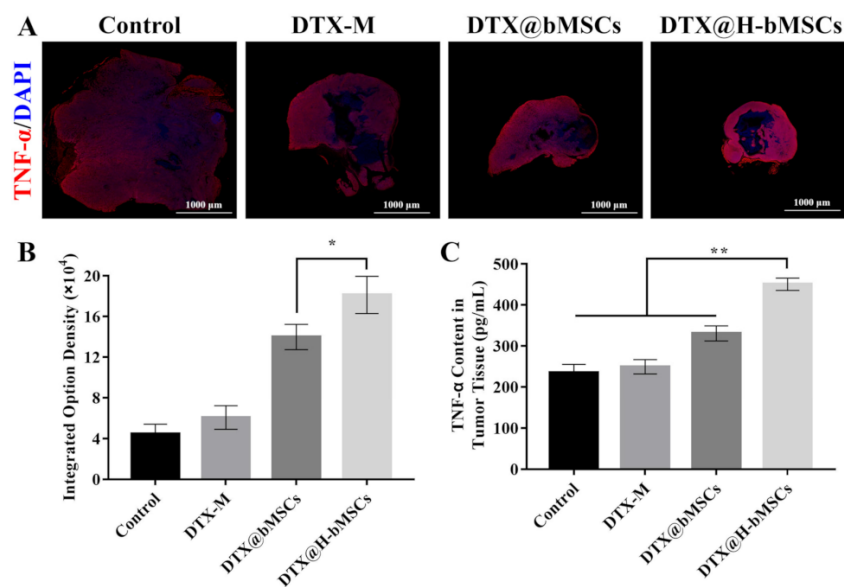 A
Control
DTX-M
DTX@bMSCs
DTX@H-bMSCs
TNF-α/DAPI
1000 μm
1000 μm
1000 μm
1000 μm
B
Integrated Option Density (×10⁴)
20
16
12
8
4
0
*
Control
DTX-M
DTX@bMSCs
DTX@H-bMSCs
C
TNF-α Content in
Tumor Tissue (pg/mL)
500
400
300
200
100
0
**
Control
DTX-M
DTX@bMSCs
DTX@H-bMSCs